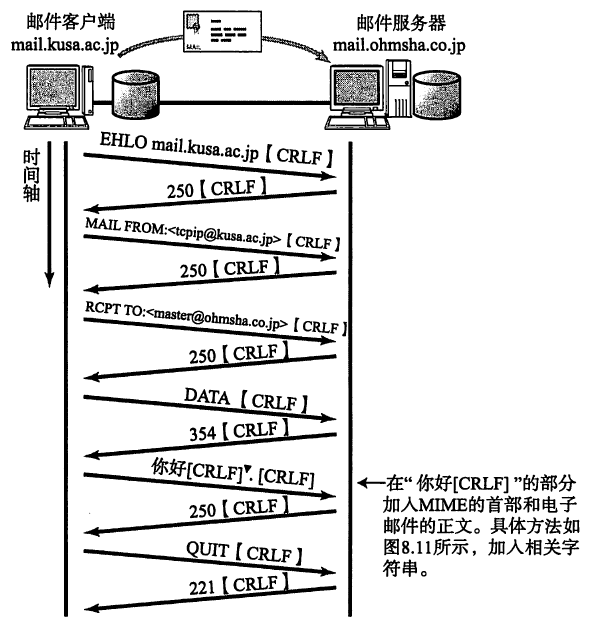 邮件客户端
mail.kusa.ac.jp
邮件服务器
mail.ohmsha.co.jp
MAIL
时间轴
EHLO mail.kusa.ac.jp【CRLF】
250【CRLF】
MAIL FROM:<tcpip@kusa.ac.jp>【CRLF】
250【CRLF】
RCPT TO:<master@ohmsha.co.jp>【CRLF】
250【CRLF】
DATA【CRLF】
354【CRLF】
你好[CRLF]▼. [CRLF]
250【CRLF】
QUIT【CRLF】
221【CRLF】
在“你好[CRLF]”的部分
加入MIME的首部和电子
邮件的正文。具体方法如
图8.11所示，加入相关字
符串。